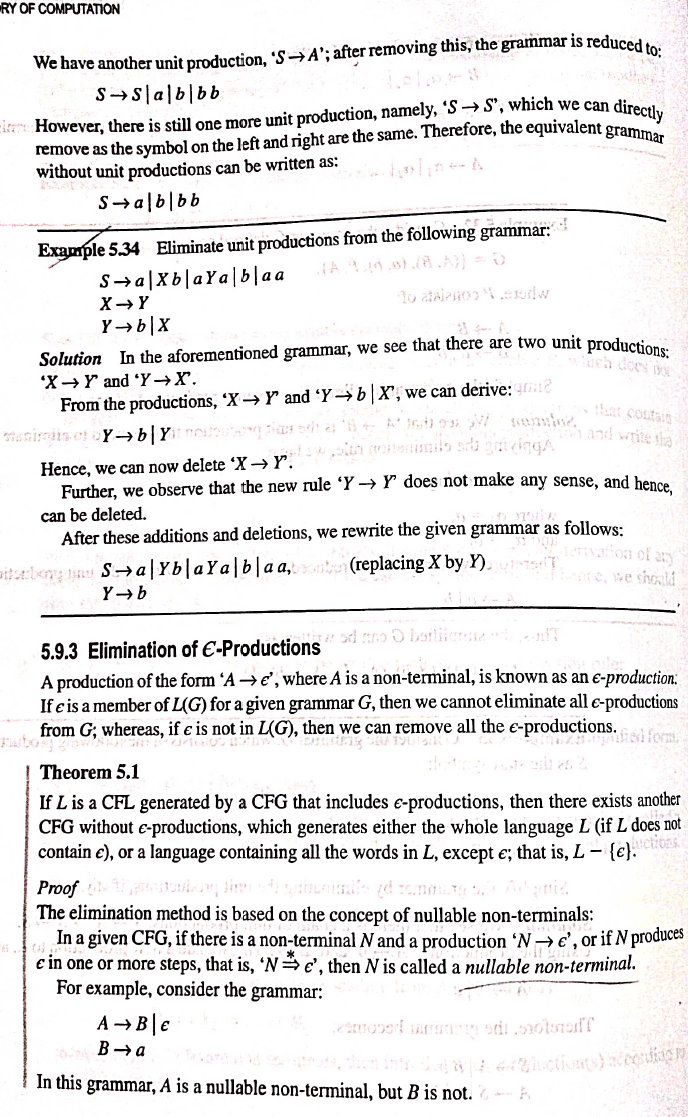 RY OF COMPUTATION
We have another unit production, ‘S → A’; after removing this, the grammar is reduced to:
S → S | a | b | b b
However, there is still one more unit production, namely, ‘S → S’, which we can directly
remove as the symbol on the left and right are the same. Therefore, the equivalent grammar
without unit productions can be written as:
S → a | b | b b
Example 5.34 Eliminate unit productions from the following grammar:
S → a | X b | a Y a | b | a a
X → Y
Y → b | X
Solution In the aforementioned grammar, we see that there are two unit productions:
‘X → Y’ and ‘Y → X’.
From the productions, ‘X → Y’ and ‘Y → b | X’, we can derive:
Y → b | Y
Hence, we can now delete ‘X → Y’.
Further, we observe that the new rule ‘Y → Y’ does not make any sense, and hence,
can be deleted.
After these additions and deletions, we rewrite the given grammar as follows:
S → a | Y b | a Y a | b | a a, (replacing X by Y)
Y → b
5.9.3 Elimination of ϵ-Productions
A production of the form ‘A → ϵ’, where A is a non-terminal, is known as an ϵ-production.
If ϵ is a member of L(G) for a given grammar G, then we cannot eliminate all ϵ-productions
from G; whereas, if ϵ is not in L(G), then we can remove all the ϵ-productions.
Theorem 5.1
If L is a CFL generated by a CFG that includes ϵ-productions, then there exists another
CFG without ϵ-productions, which generates either the whole language L (if L does not
contain ϵ), or a language containing all the words in L, except ϵ; that is, L − {ϵ}.
Proof
The elimination method is based on the concept of nullable non-terminals:
In a given CFG, if there is a non-terminal N and a production ‘N → ϵ’, or if N produces
ϵ in one or more steps, that is, ‘N ⇒* ϵ’, then N is called a nullable non-terminal.
For example, consider the grammar:
A → B | ϵ
B → a
In this grammar, A is a nullable non-terminal, but B is not.